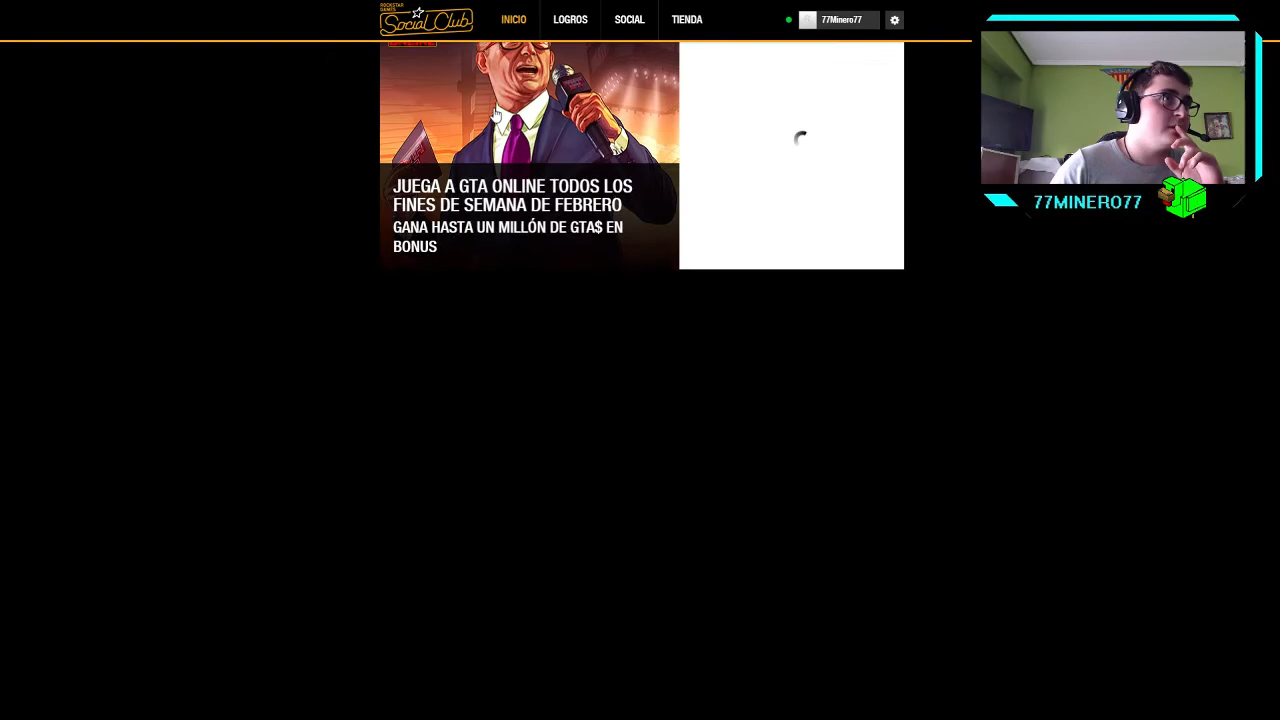 ROCKSTAR
GAMES
Social Club
INICIO
LOGROS
SOCIAL
TIENDA
77Minero77
ONLINE
JUEGA A GTA ONLINE TODOS LOS
FINES DE SEMANA DE FEBRERO
GANA HASTA UN MILLÓN DE GTA$ EN
BONUS
77MINERO77